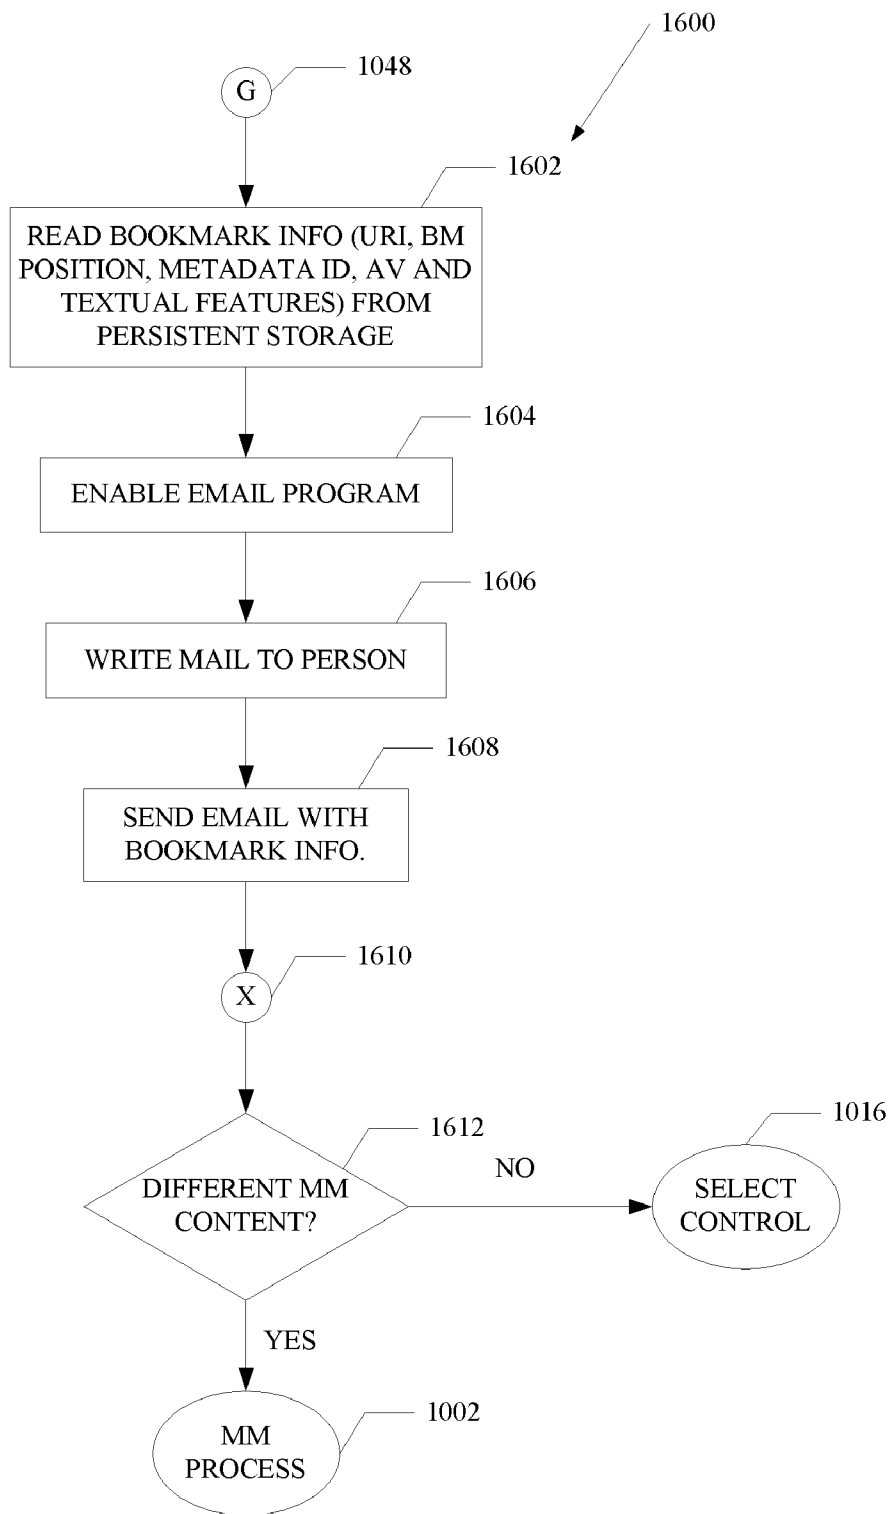 1600
G
1048
1602
READ BOOKMARK INFO (URI, BM
POSITION, METADATA ID, AV AND
TEXTUAL FEATURES) FROM
PERSISTENT STORAGE
1604
ENABLE EMAIL PROGRAM
1606
WRITE MAIL TO PERSON
1608
SEND EMAIL WITH
BOOKMARK INFO.
1610
X
1612
DIFFERENT MM
CONTENT?
NO
1016
SELECT
CONTROL
YES
1002
MM
PROCESS